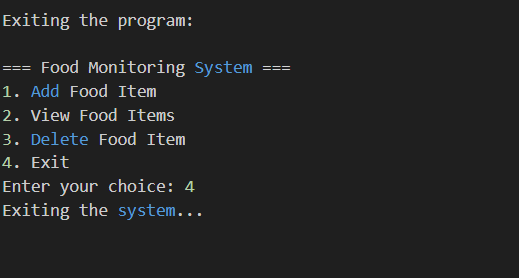 Exiting the program:
=== Food Monitoring System ===
1. Add Food Item
2. View Food Items
3. Delete Food Item
4. Exit
Enter your choice: 4
Exiting the system...